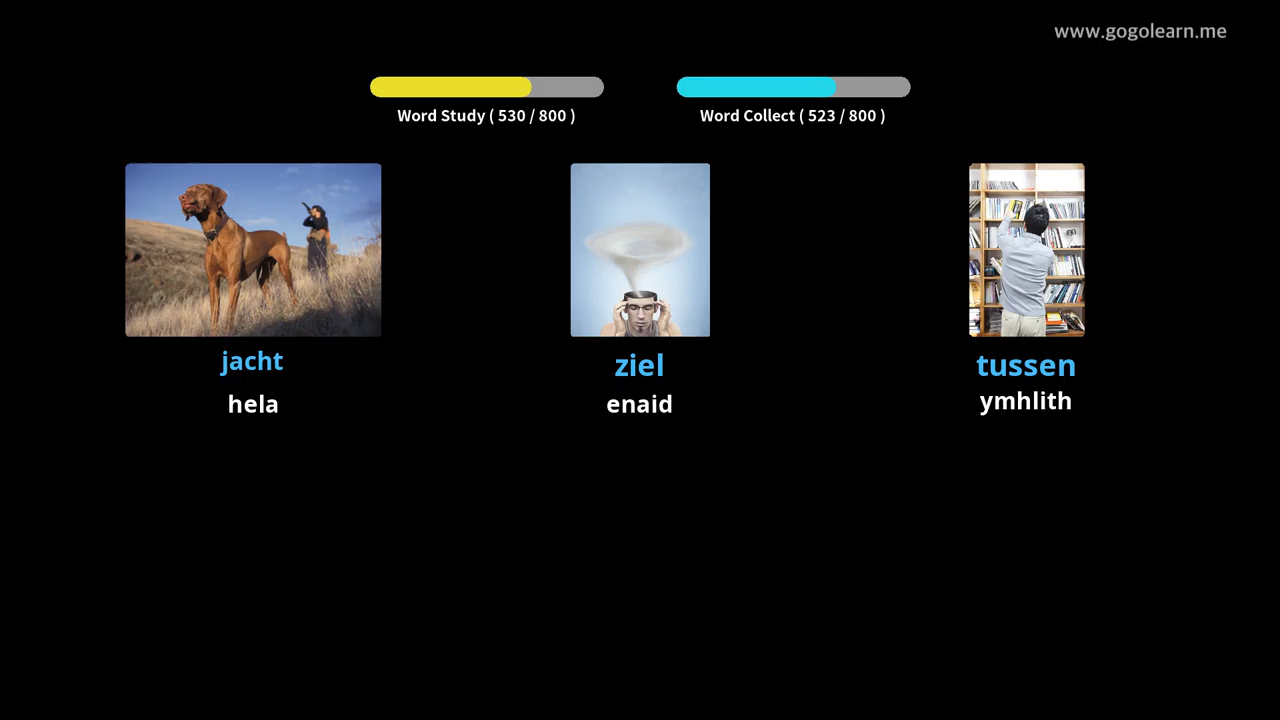 www.gogolearn.me
Word Study ( 530 / 800 )
Word Collect ( 523 / 800 )
jacht
ziel
tussen
hela
enaid
ymhlith